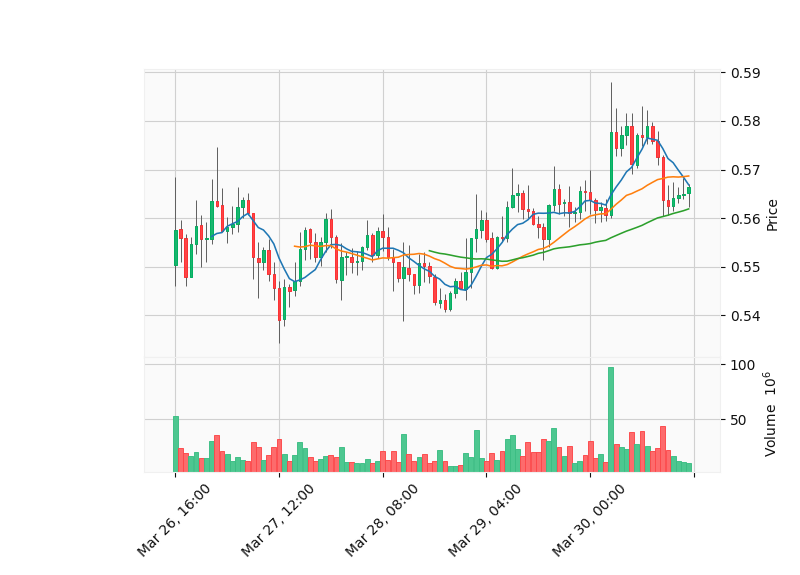 0.59
0.58
0.57
0.56
0.55
0.54
Price
100
50
Volume 10^6
Mar 26, 16:00
Mar 27, 12:00
Mar 28, 08:00
Mar 29, 04:00
Mar 30, 00:00